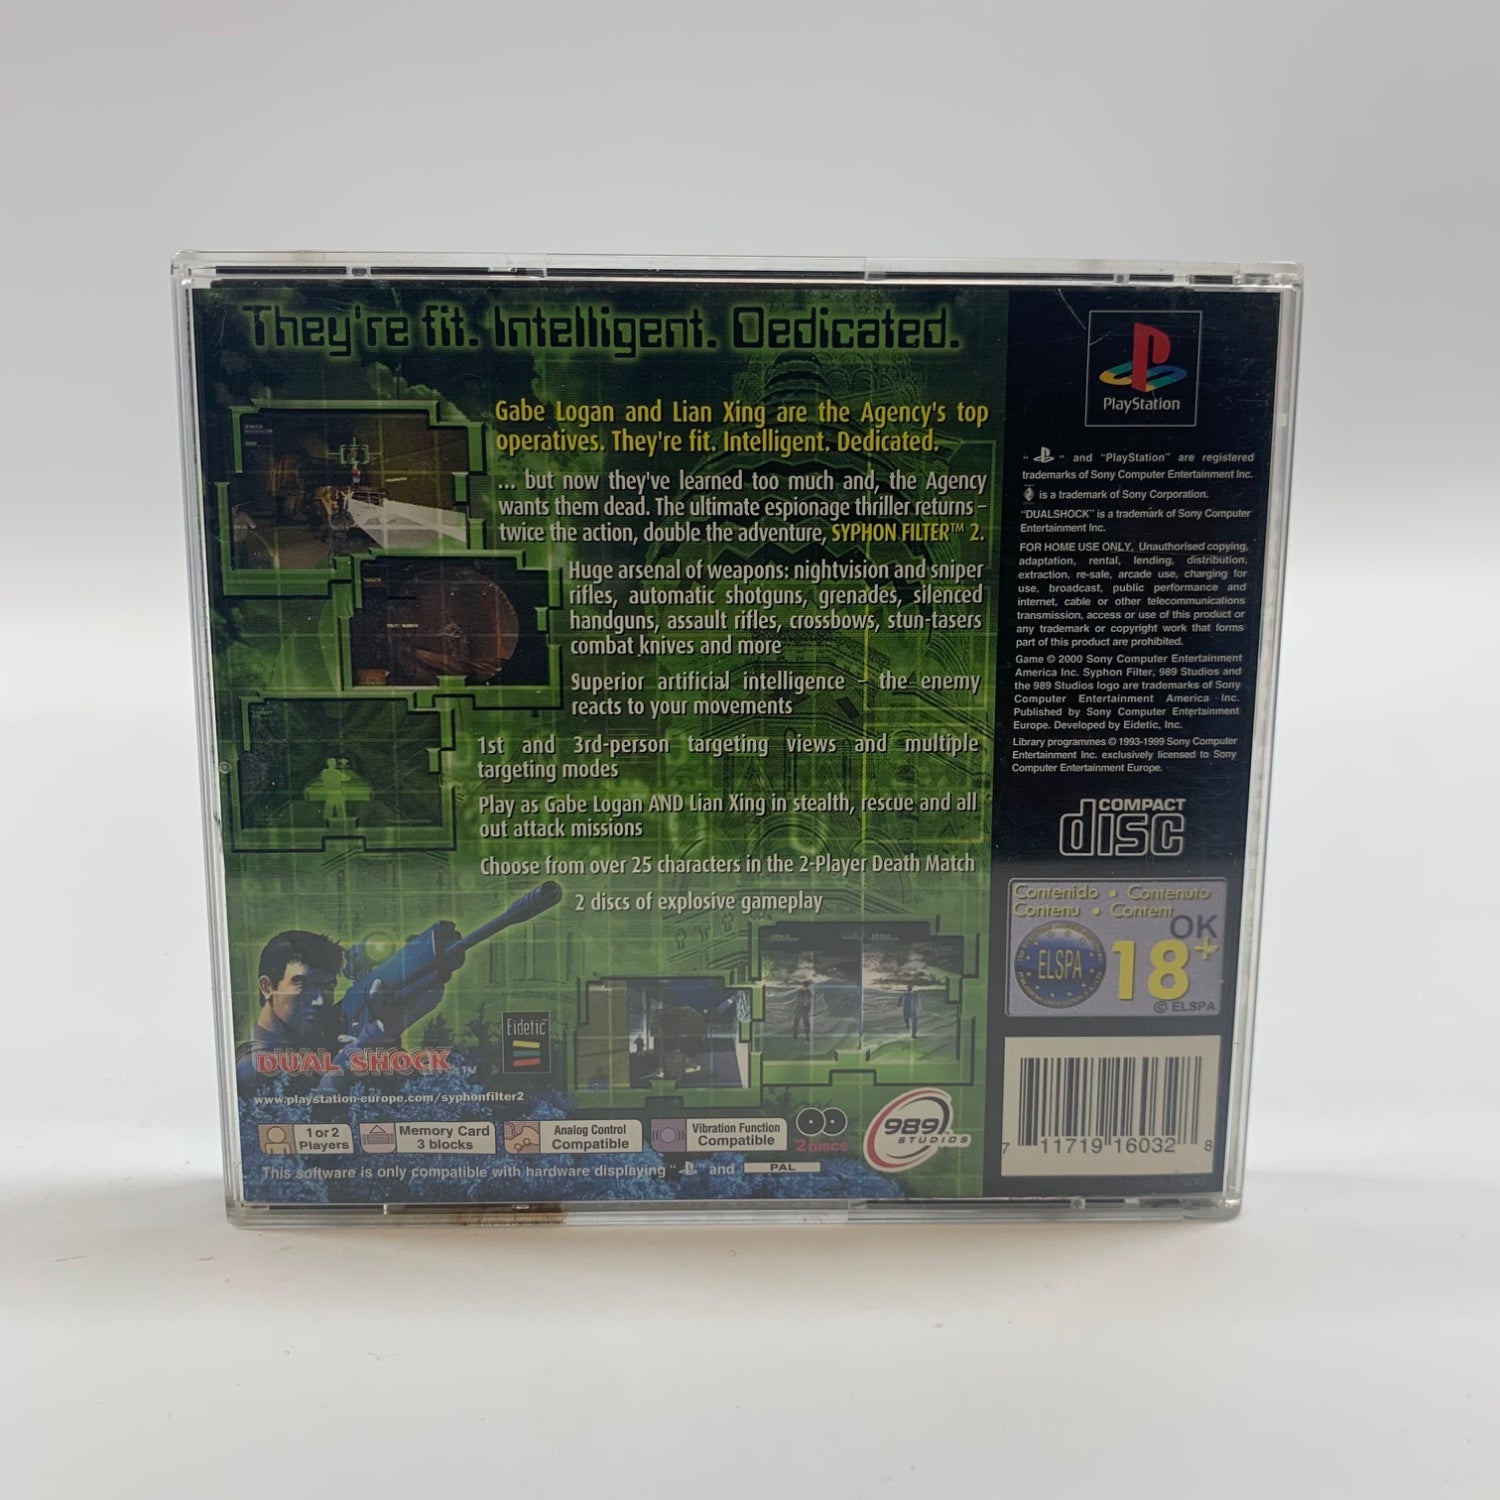 They're fit. Intelligent. Dedicated.
Gabe Logan and Lian Xing are the Agency's top
operatives. They're fit. Intelligent. Dedicated.
... but now they've learned too much and, the Agency
wants them dead. The ultimate espionage thriller returns –
twice the action, double the adventure, SYPHON FILTER™ 2.
Huge arsenal of weapons: nightvision and sniper
rifles, automatic shotguns, grenades, silenced
handguns, assault rifles, crossbows, stun-tasers
combat knives and more
Superior artificial intelligence – the enemy
reacts to your movements
1st and 3rd-person targeting views and multiple
targeting modes
Play as Gabe Logan AND Lian Xing in stealth, rescue and all
out attack missions
Choose from over 25 characters in the 2-Player Death Match
2 discs of explosive gameplay
Eidetic
DUAL SHOCK™
www.playstation-europe.com/syphonfilter2
1 or 2
Players
Memory Card
3 blocks
Analog Control
Compatible
Vibration Function
Compatible
2 DISCS
989
STUDIOS
This software is only compatible with hardware displaying " " and PAL
PlayStation
" " and "PlayStation" are registered
trademarks of Sony Computer Entertainment Inc.
is a trademark of Sony Corporation.
"DUALSHOCK" is a trademark of Sony Computer
Entertainment Inc.
FOR HOME USE ONLY. Unauthorised copying,
adaptation, rental, lending, distribution,
extraction, re-sale, arcade use, charging for
use, broadcast, public performance and
internet, cable or other telecommunications
transmission, access or use of this product or
any trademark or copyright work that forms
part of this product are prohibited.
Game © 2000 Sony Computer Entertainment
America Inc. Syphon Filter, 989 Studios and
the 989 Studios logo are trademarks of Sony
Computer Entertainment America Inc.
Published by Sony Computer Entertainment
Europe. Developed by Eidetic, Inc.
Library programmes © 1993-1999 Sony Computer
Entertainment Inc. exclusively licensed to Sony
Computer Entertainment Europe.
COMPACT
disc
Contenido • Contenuto
Contenu • Content
OK
ELSPA
18+
© ELSPA
7 11719 16032 8